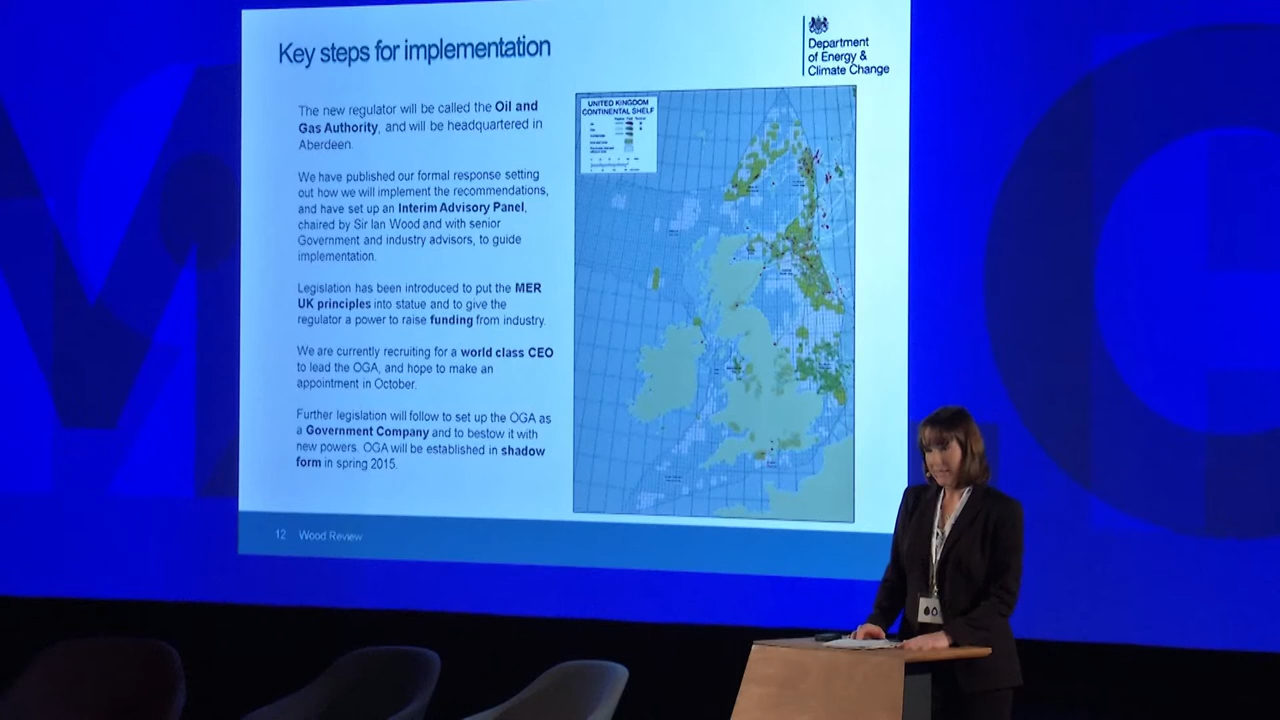 Key steps for implementation
Department
of Energy &
Climate Change
The new regulator will be called the Oil and
Gas Authority, and will be headquartered in
Aberdeen.
We have published our formal response setting
out how we will implement the recommendations,
and have set up an Interim Advisory Panel,
chaired by Sir Ian Wood and with senior
Government and industry advisors, to guide
implementation.
Legislation has been introduced to put the MER
UK principles into statue and to give the
regulator a power to raise funding from industry.
We are currently recruiting for a world class CEO
to lead the OGA, and hope to make an
appointment in October.
Further legislation will follow to set up the OGA as
a Government Company and to bestow it with
new powers. OGA will be established in shadow
form in spring 2015.
UNITED KINGDOM
CONTINENTAL SHELF
12 Wood Review